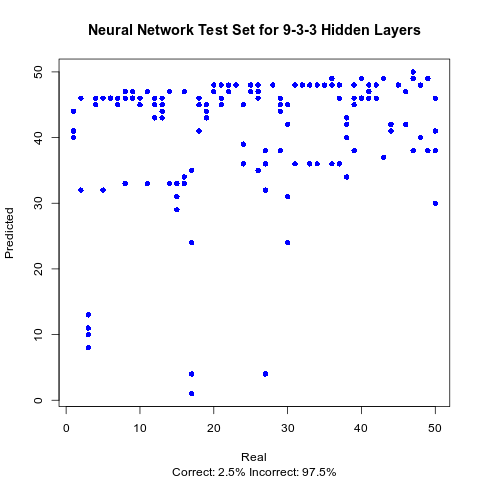 Neural Network Test Set for 9-3-3 Hidden Layers
50
40
30
20
10
0
Predicted
0 10 20 30 40 50
Real
Correct: 2.5% Incorrect: 97.5%